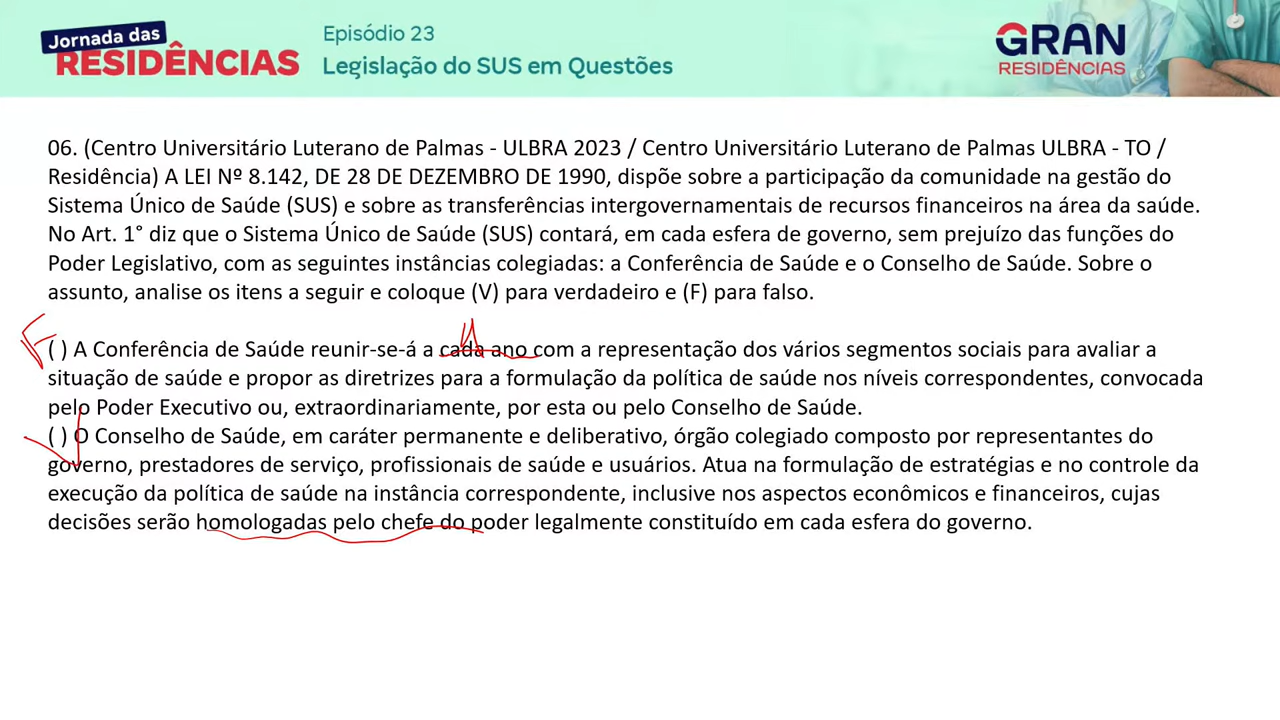 Jornada das
RESIDÊNCIAS
Episódio 23
Legislação do SUS em Questões
GRAN
RESIDÊNCIAS
06. (Centro Universitário Luterano de Palmas - ULBRA 2023 / Centro Universitário Luterano de Palmas ULBRA - TO /
Residência) A LEI Nº 8.142, DE 28 DE DEZEMBRO DE 1990, dispõe sobre a participação da comunidade na gestão do
Sistema Único de Saúde (SUS) e sobre as transferências intergovernamentais de recursos financeiros na área da saúde.
No Art. 1° diz que o Sistema Único de Saúde (SUS) contará, em cada esfera de governo, sem prejuízo das funções do
Poder Legislativo, com as seguintes instâncias colegiadas: a Conferência de Saúde e o Conselho de Saúde. Sobre o
assunto, analise os itens a seguir e coloque (V) para verdadeiro e (F) para falso.
4
F
( ) A Conferência de Saúde reunir-se-á a cada ano com a representação dos vários segmentos sociais para avaliar a
situação de saúde e propor as diretrizes para a formulação da política de saúde nos níveis correspondentes, convocada
pelo Poder Executivo ou, extraordinariamente, por esta ou pelo Conselho de Saúde.
V
( ) O Conselho de Saúde, em caráter permanente e deliberativo, órgão colegiado composto por representantes do
governo, prestadores de serviço, profissionais de saúde e usuários. Atua na formulação de estratégias e no controle da
execução da política de saúde na instância correspondente, inclusive nos aspectos econômicos e financeiros, cujas
decisões serão homologadas pelo chefe do poder legalmente constituído em cada esfera do governo.